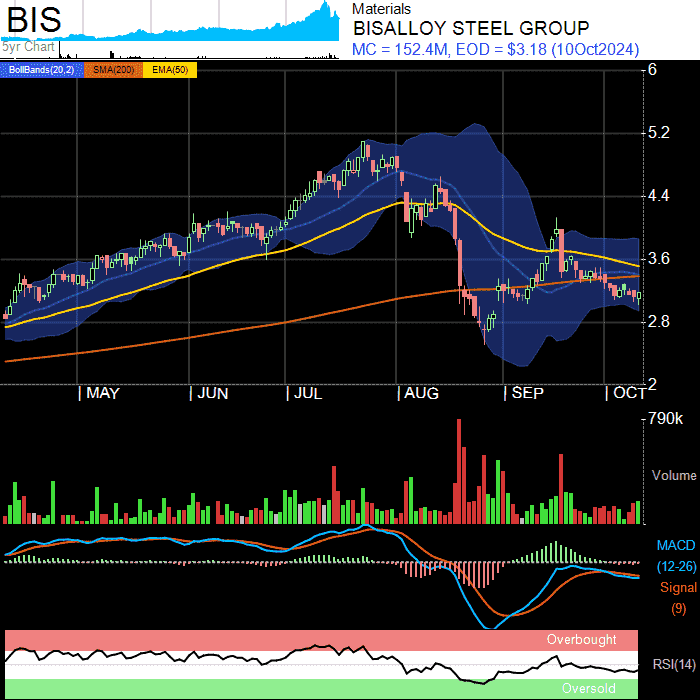 BIS
5yr Chart
Materials
BISALLOY STEEL GROUP
MC = 152.4M, EOD = $3.18 (10Oct2024)
BollBands(20,2) SMA(200) EMA(50)
6
5.2
4.4
3.6
2.8
2
| MAY | JUN | JUL | AUG | SEP | OCT
790k
Volume
MACD
(12-26)
Signal
(9)
Overbought
RSI(14)
Oversold